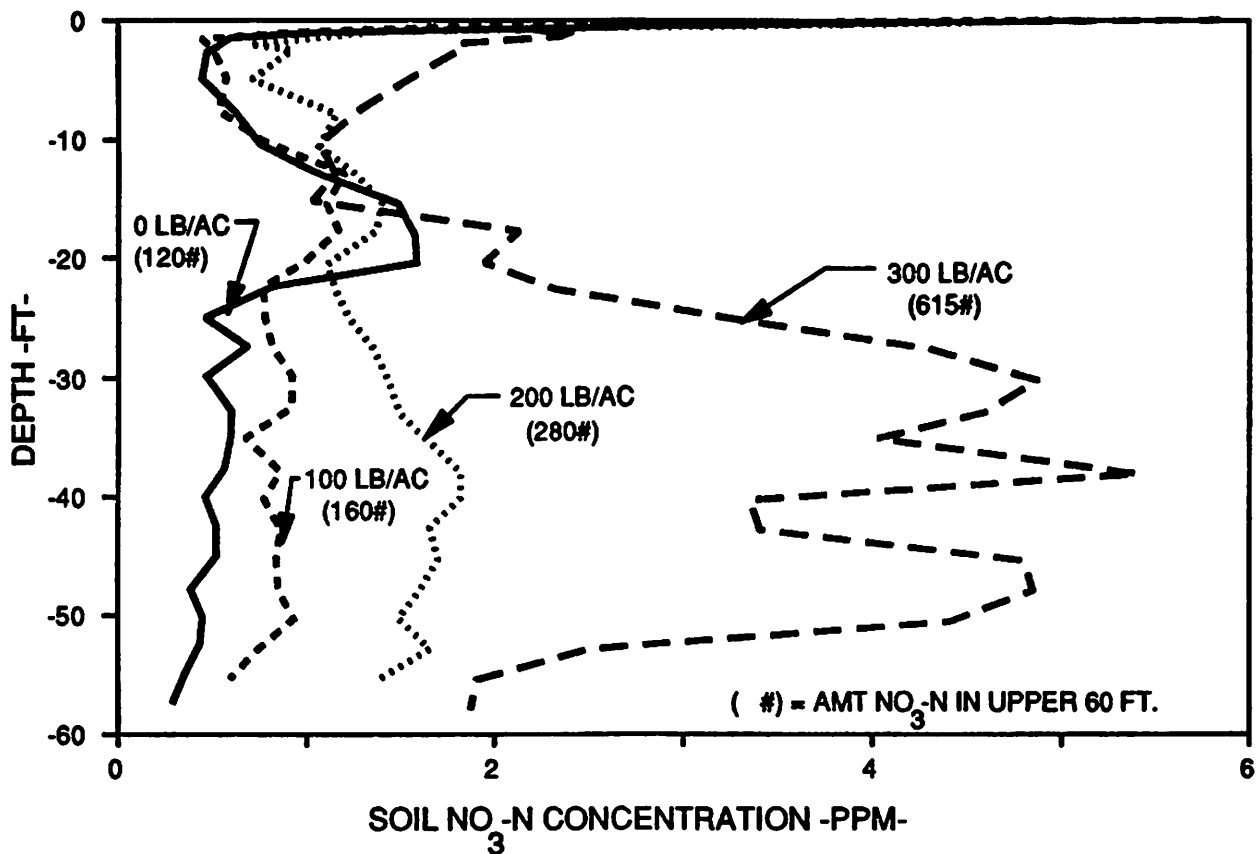 0
-10
-20
-30
-40
-50
-60
DEPTH -FT-
0 LB/AC
(120#)
300 LB/AC
(615#)
200 LB/AC
(280#)
100 LB/AC
(160#)
( #) = AMT NO3-N IN UPPER 60 FT.
0 2 4 6
SOIL NO3-N CONCENTRATION -PPM-